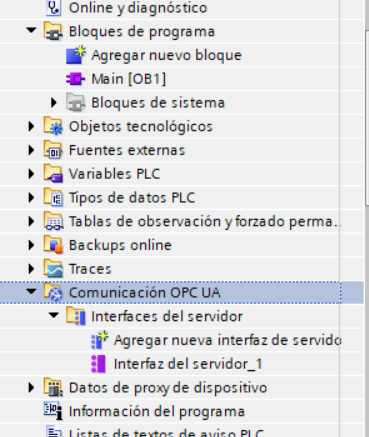 Online y diagnóstico
Bloques de programa
Agregar nuevo bloque
Main [OB1]
Bloques de sistema
Objetos tecnológicos
Fuentes externas
Variables PLC
Tipos de datos PLC
Tablas de observación y forzado perma...
Backups online
Traces
Comunicación OPC UA
Interfaces del servidor
Agregar nueva interfaz de servido
Interfaz del servidor_1
Datos de proxy de dispositivo
Información del programa
Listas de textos de aviso PLC